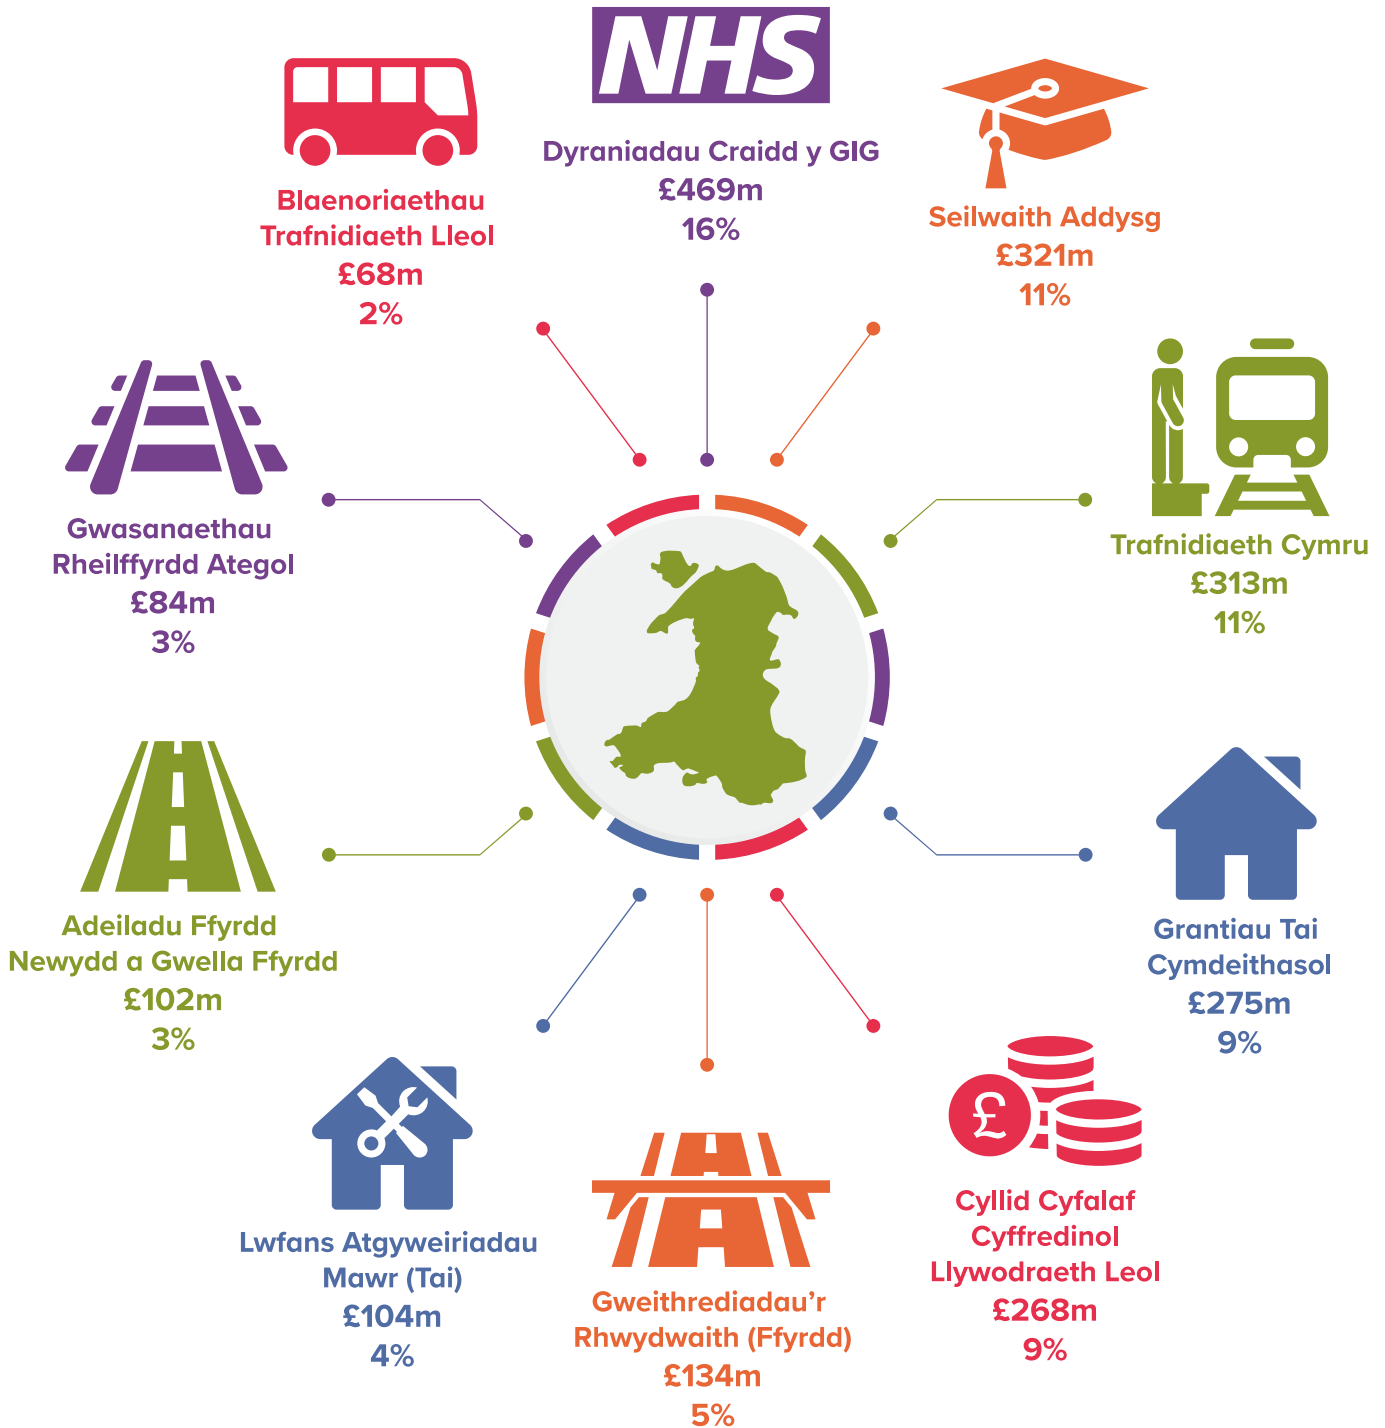 NHS
Dyraniadau Craidd y GIG
£469m
16%
Seilwaith Addysg
£321m
11%
Trafnidiaeth Cymru
£313m
11%
Grantiau Tai
Cymdeithasol
£275m
9%
£
Cyllid Cyfalaf
Cyffredinol
Llywodraeth Leol
£268m
9%
Gweithrediadau’r
Rhwydwaith (Ffyrdd)
£134m
5%
Lwfans Atgyweiriadau
Mawr (Tai)
£104m
4%
Adeiladu Ffyrdd
Newydd a Gwella Ffyrdd
£102m
3%
Gwasanaethau
Rheilffyrdd Ategol
£84m
3%
Blaenoriaethau
Trafnidiaeth Lleol
£68m
2%